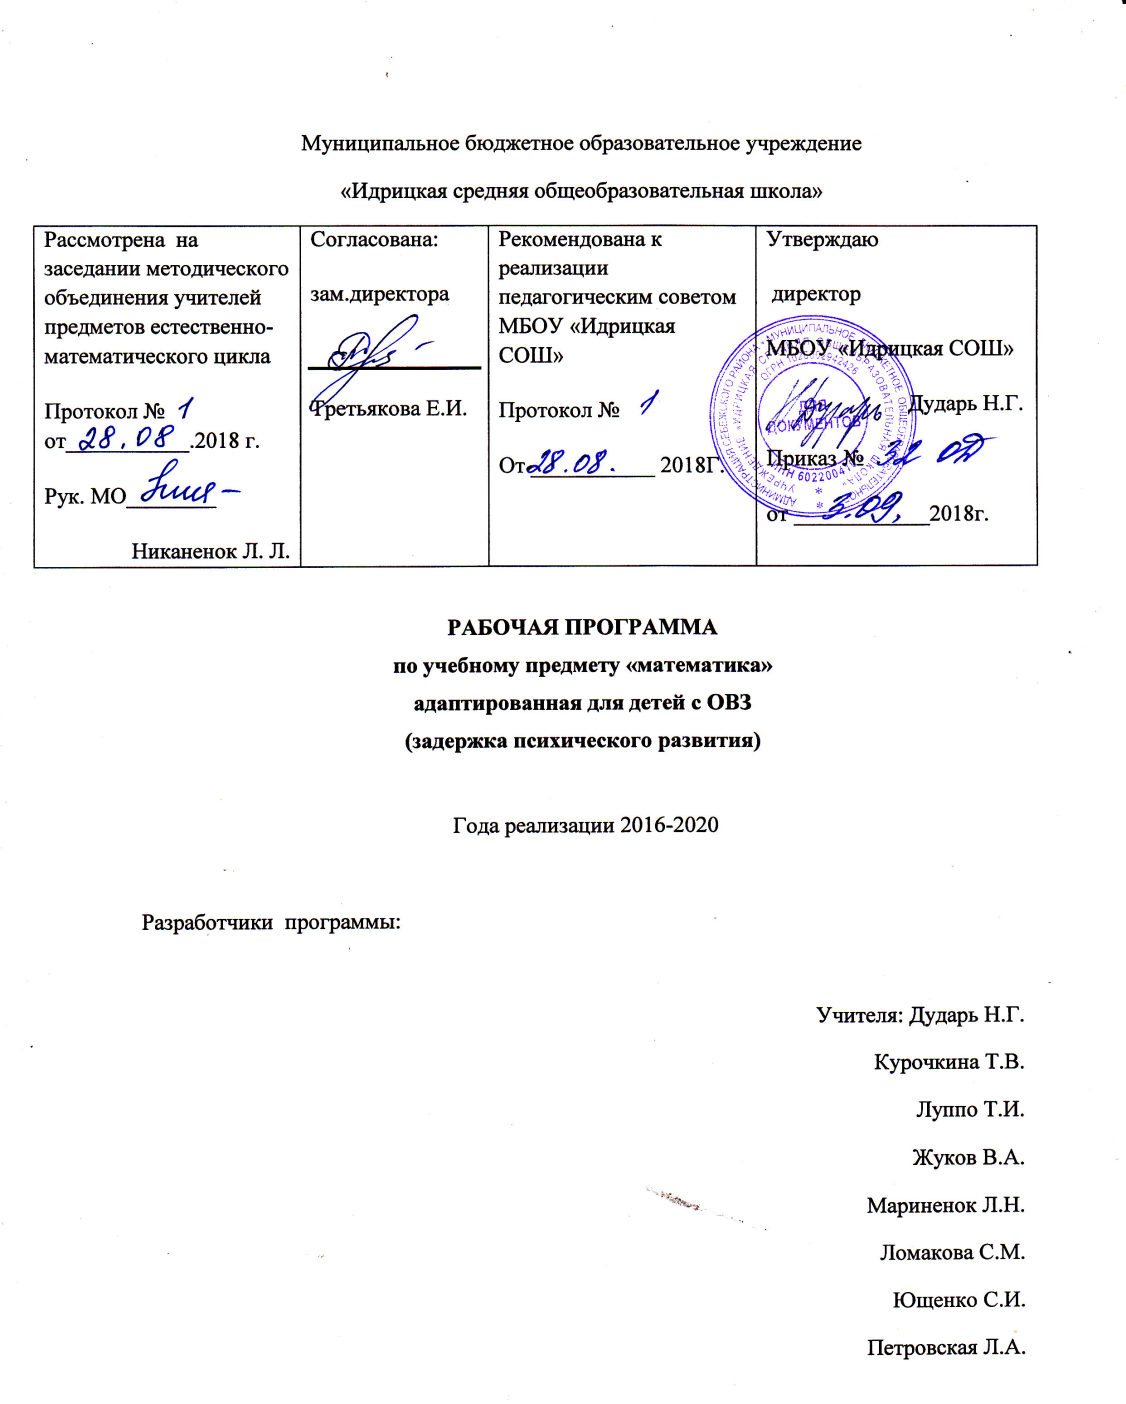 Муниципальное бюджетное образовательное учреждение
«Идрицкая средняя общеобразовательная школа»
Рассмотрена на
заседании методического
объединения учителей
предметов естественно-
математического цикла
Протокол № 1
от 28.08 .2018 г.
Рук. МО
Никаненок Л. Л.
Согласована:
зам.директора
Третьякова Е.И.
Рекомендована к
реализации
педагогическим советом
МБОУ «Идрицкая
СОШ»
Протокол № 1
От 28.08. 2018Г.
Утверждаю
директор
МБОУ «Идрицкая СОШ»
Дударь Н.Г.
Приказ № 32 ОД
от 3.09. 2018г.
ДЛЯ
ДОКУМЕНТОВ
РАБОЧАЯ ПРОГРАММА
по учебному предмету «математика»
адаптированная для детей с ОВЗ
(задержка психического развития)
Года реализации 2016-2020
Разработчики программы:
Учителя: Дударь Н.Г.
Курочкина Т.В.
Луппо Т.И.
Жуков В.А.
Мариненок Л.Н.
Ломакова С.М.
Ющенко С.И.
Петровская Л.А.